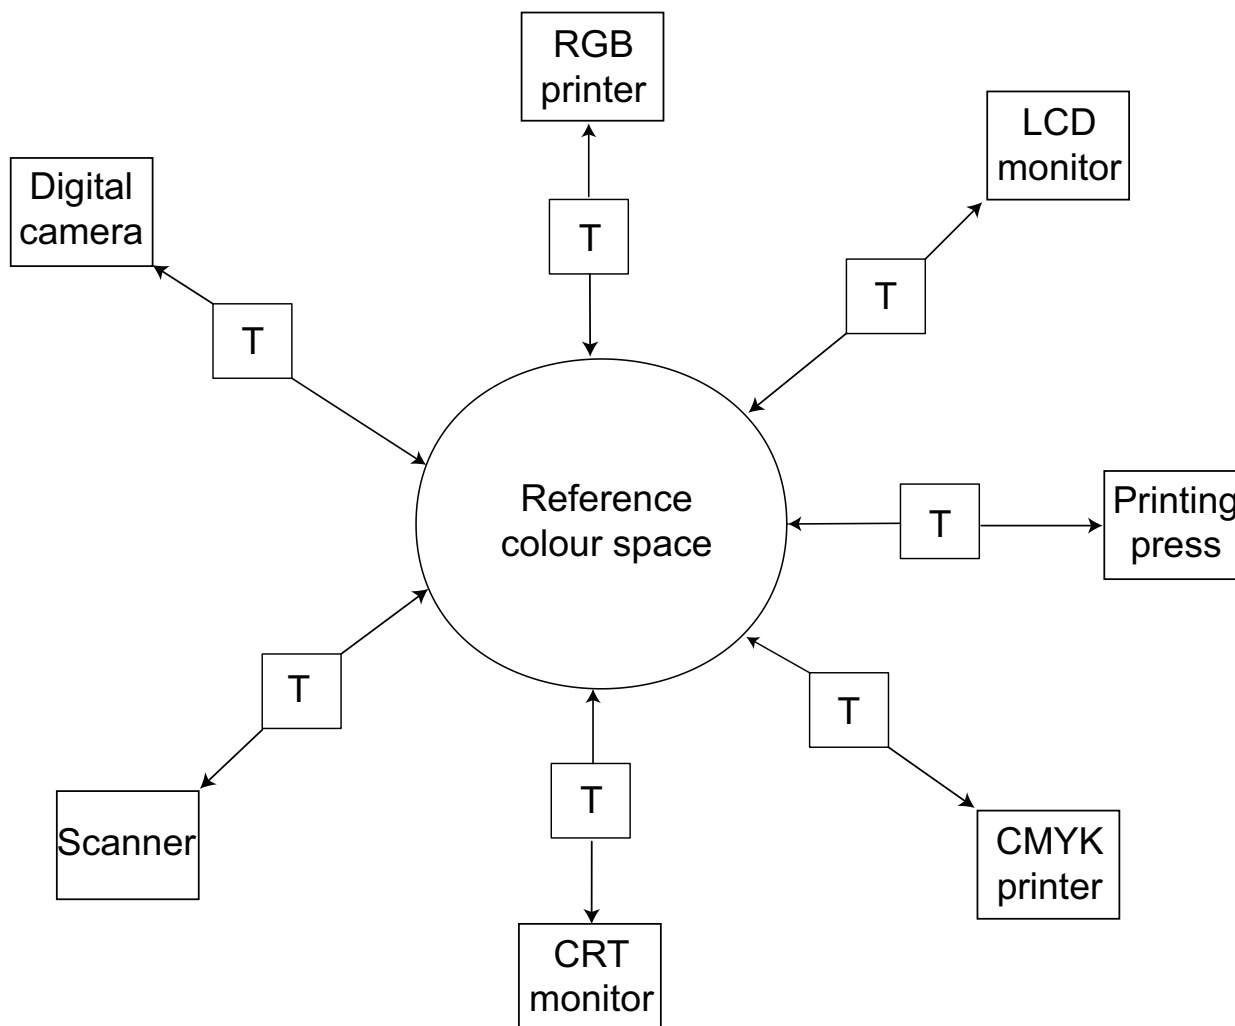 RGB
printer
LCD
monitor
Digital
camera
T
T
T
Reference
colour space
T
Printing
press
T
T
T
Scanner
CMYK
printer
CRT
monitor